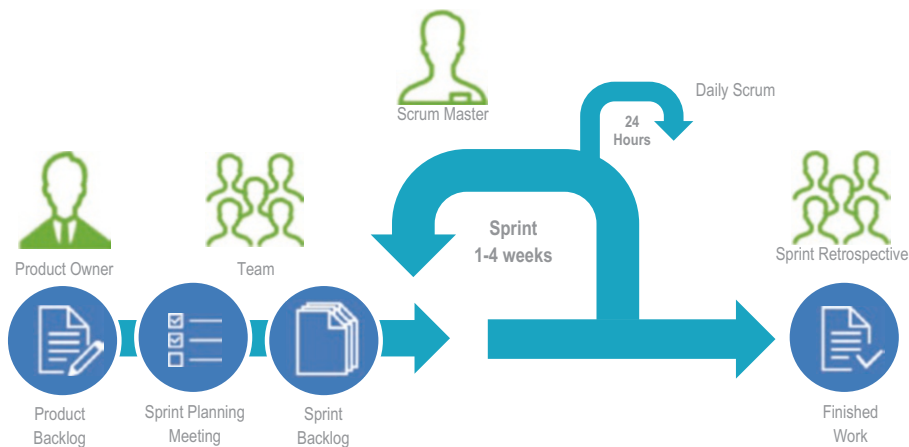 Scrum Master
Daily Scrum
24
Hours
Sprint
1-4 weeks
Product Owner
Team
Sprint Retrospective
Product
Backlog
Sprint Planning
Meeting
Sprint
Backlog
Finished
Work